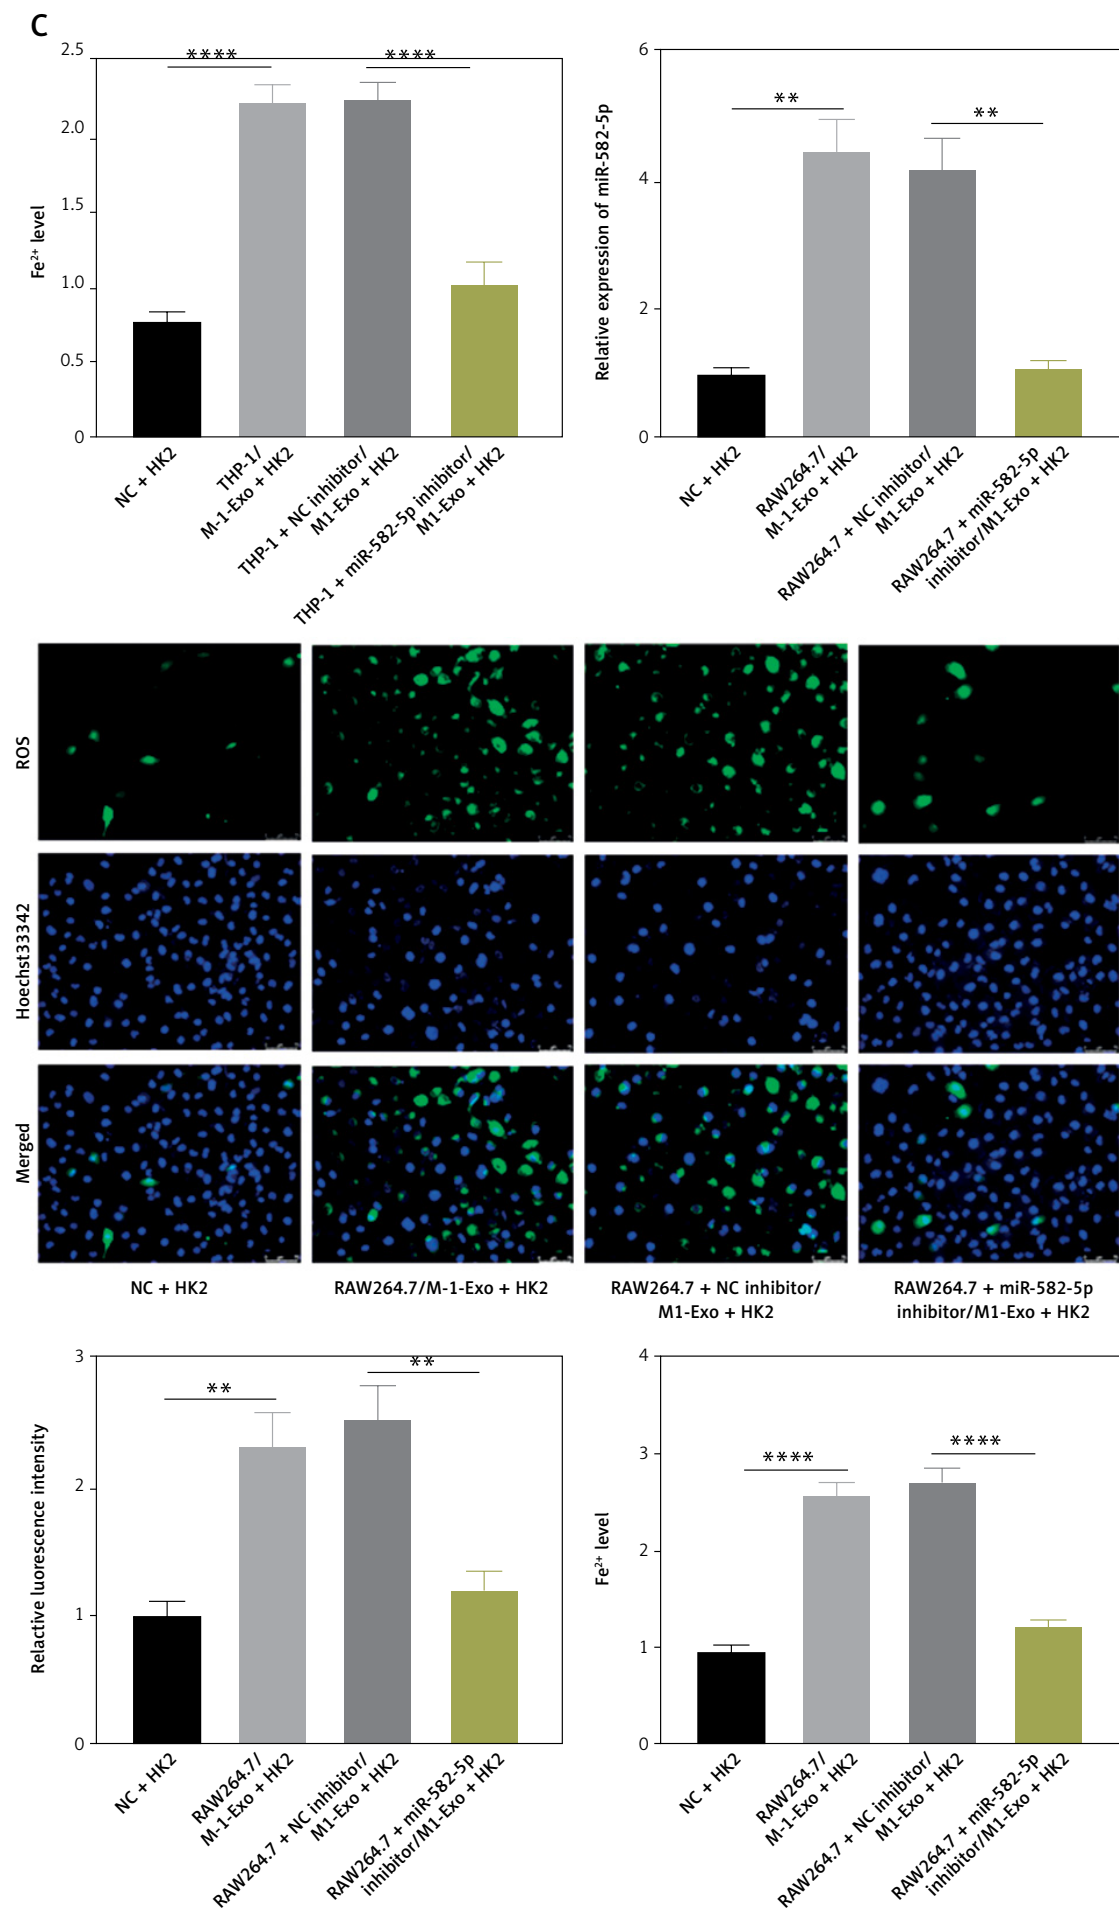 C
2.5
2.0
1.5
1.0
0.5
0
Fe²⁺ level
****
****
NC + HK2
THP-1/
M-1-Exo + HK2
THP-1 + NC inhibitor/
M1-Exo + HK2
THP-1 + miR-582-5p inhibitor/
M1-Exo + HK2
6
4
2
0
Relative expression of miR-582-5p
**
**
NC + HK2
RAW264.7/
M-1-Exo + HK2
RAW264.7 + NC inhibitor/
M1-Exo + HK2
RAW264.7 + miR-582-5p
inhibitor/M1-Exo + HK2
ROS
Hoechst33342
Merged
NC + HK2
RAW264.7/M-1-Exo + HK2
RAW264.7 + NC inhibitor/
M1-Exo + HK2
RAW264.7 + miR-582-5p
inhibitor/M1-Exo + HK2
3
2
1
0
Relactive luorescence intensity
**
**
NC + HK2
RAW264.7/
M-1-Exo + HK2
RAW264.7 + NC inhibitor/
M1-Exo + HK2
RAW264.7 + miR-582-5p
inhibitor/M1-Exo + HK2
4
3
2
1
0
Fe²⁺ level
****
****
NC + HK2
RAW264.7/
M-1-Exo + HK2
RAW264.7 + NC inhibitor/
M1-Exo + HK2
RAW264.7 + miR-582-5p
inhibitor/M1-Exo + HK2